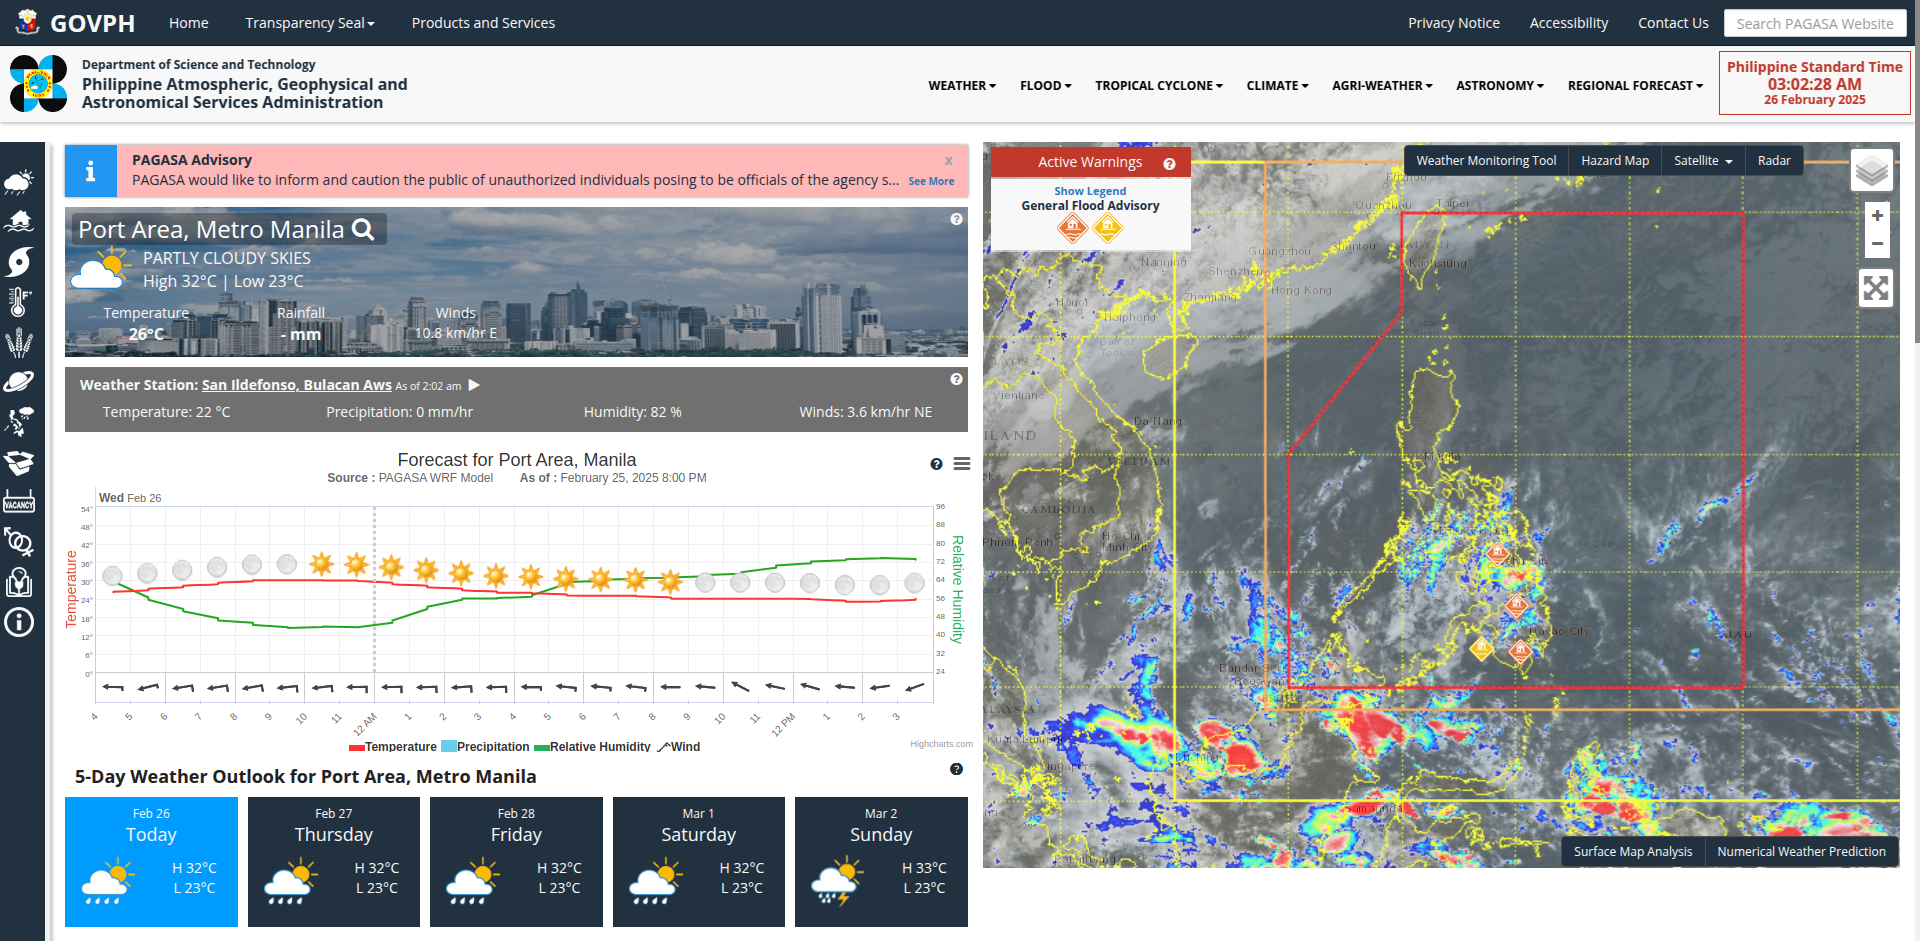 GOVPH
Home
Transparency Seal
Products and Services
Privacy Notice
Accessibility
Contact Us
Search PAGASA Website
Department of Science and Technology
Philippine Atmospheric, Geophysical and
Astronomical Services Administration
WEATHER
FLOOD
TROPICAL CYCLONE
CLIMATE
AGRI-WEATHER
ASTRONOMY
REGIONAL FORECAST
Philippine Standard Time
03:02:28 AM
26 February 2025
VACANCY
PAGASA Advisory
x
PAGASA would like to inform and caution the public of unauthorized individuals posing to be officials of the agency s... See More
Port Area, Metro Manila
PARTLY CLOUDY SKIES
High 32°C | Low 23°C
Temperature
26°C
Rainfall
- mm
Winds
10.8 km/hr E
Weather Station: San Ildefonso, Bulacan Aws As of 2:02 am
Temperature: 22 °C
Precipitation: 0 mm/hr
Humidity: 82 %
Winds: 3.6 km/hr NE
Forecast for Port Area, Manila
Source : PAGASA WRF Model As of : February 25, 2025 8:00 PM
Wed Feb 26
Temperature
54°
48°
42°
36°
30°
24°
18°
12°
6°
0°
96
88
80
72
64
56
48
40
32
24
Relative Humidity
4 5 6 7 8 9 10 11 12 AM 1 2 3 4 5 6 7 8 9 10 11 12 PM 1 2 3
Temperature Precipitation Relative Humidity Wind
Highcharts.com
5-Day Weather Outlook for Port Area, Metro Manila
Feb 26
Today
H 32°C
L 23°C
Feb 27
Thursday
H 32°C
L 23°C
Feb 28
Friday
H 32°C
L 23°C
Mar 1
Saturday
H 32°C
L 23°C
Mar 2
Sunday
H 33°C
L 23°C
Active Warnings
Show Legend
General Flood Advisory
Weather Monitoring Tool
Hazard Map
Satellite
Radar
+
−
Taipei
Quanzhou
Shantou
Guangzhou
Shenzhen
Hong Kong
Kaohsiung
Nanning
Zhanjiang
Hanoi
Haiphong
Vientiane
Da Nang
VIETNAM
CAMBODIA
Phnom Penh
Ho Chi
Minh City
Manila
Davao City
PALAU
Bandar Seri
Begawan
Kuala Lumpur
Singapore
Kuching
Samarinda
Surface Map Analysis
Numerical Weather Prediction